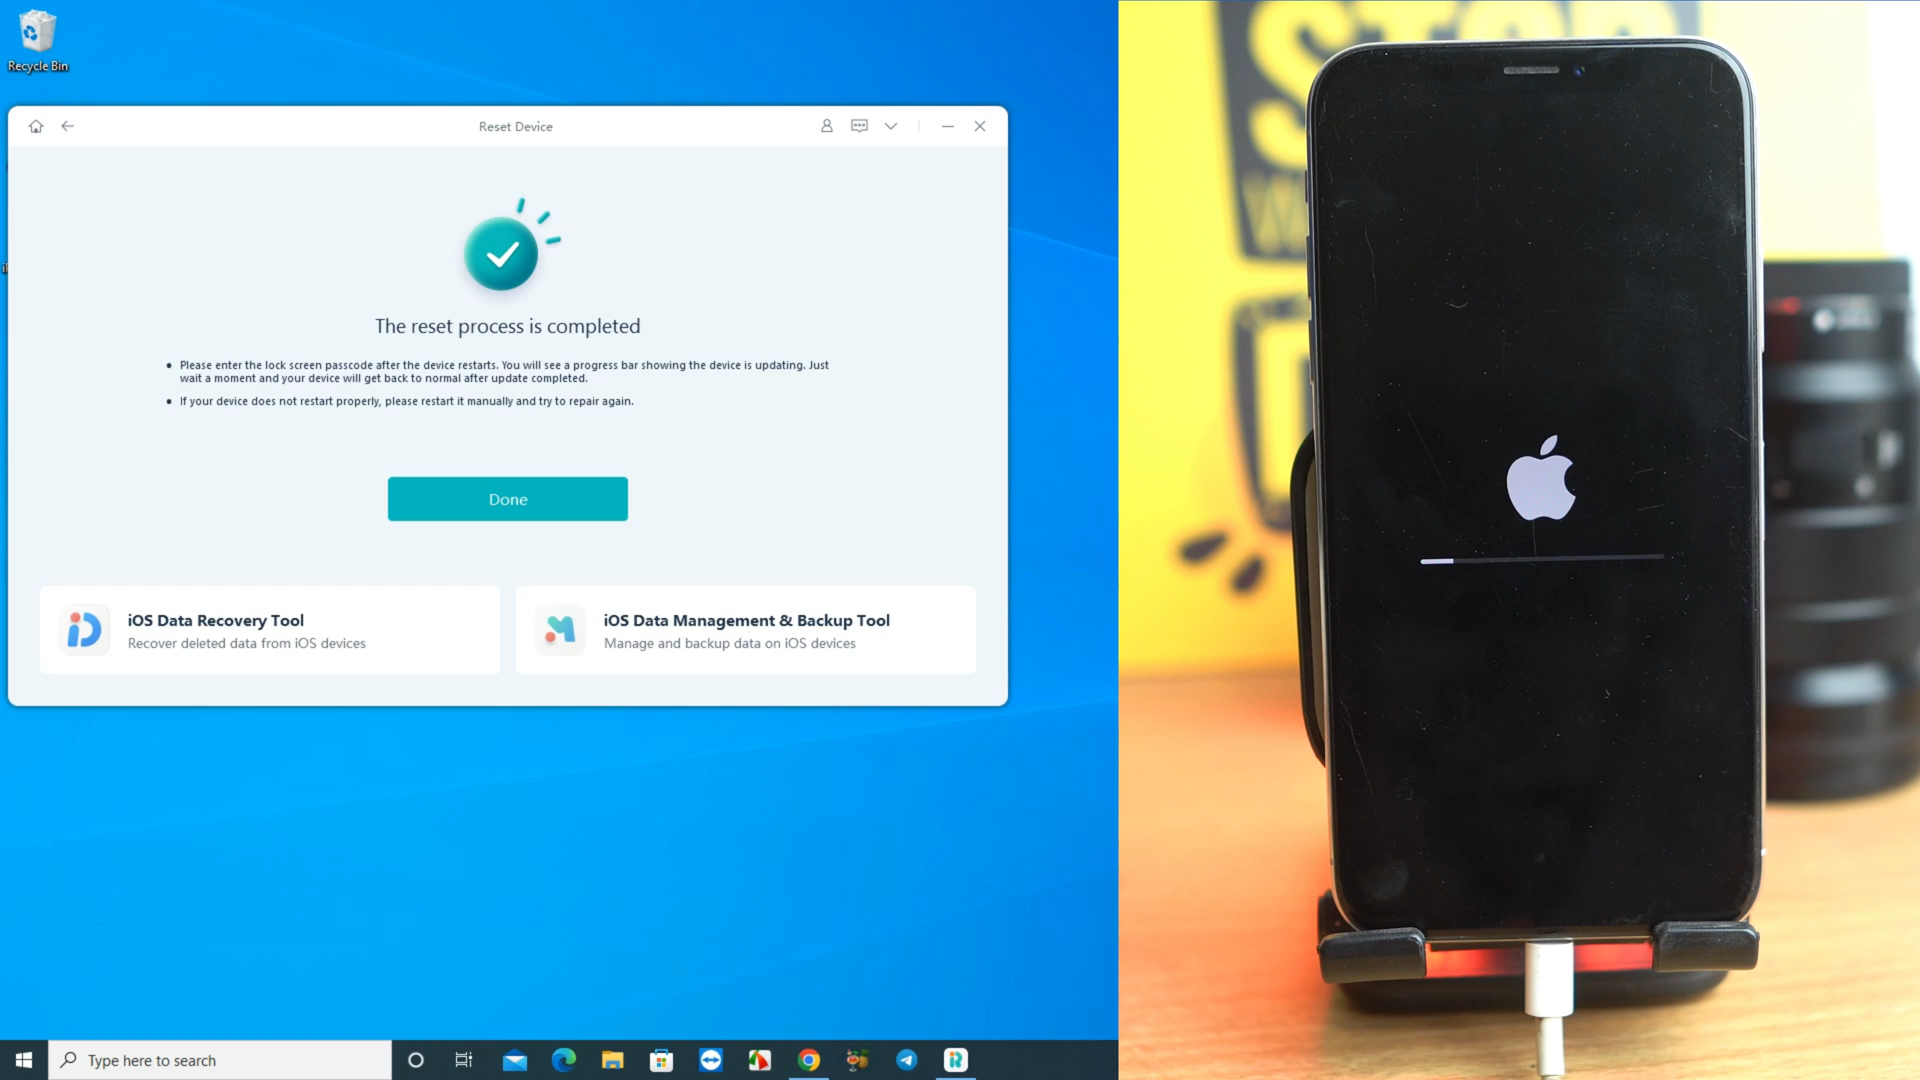 Recycle Bin
Reset Device
The reset process is completed
Please enter the lock screen passcode after the device restarts. You will see a progress bar showing the device is updating. Just
wait a moment and your device will get back to normal after update completed.
If your device does not restart properly, please restart it manually and try to repair again.
Done
iOS Data Recovery Tool
Recover deleted data from iOS devices
iOS Data Management & Backup Tool
Manage and backup data on iOS devices
Type here to search
STOP